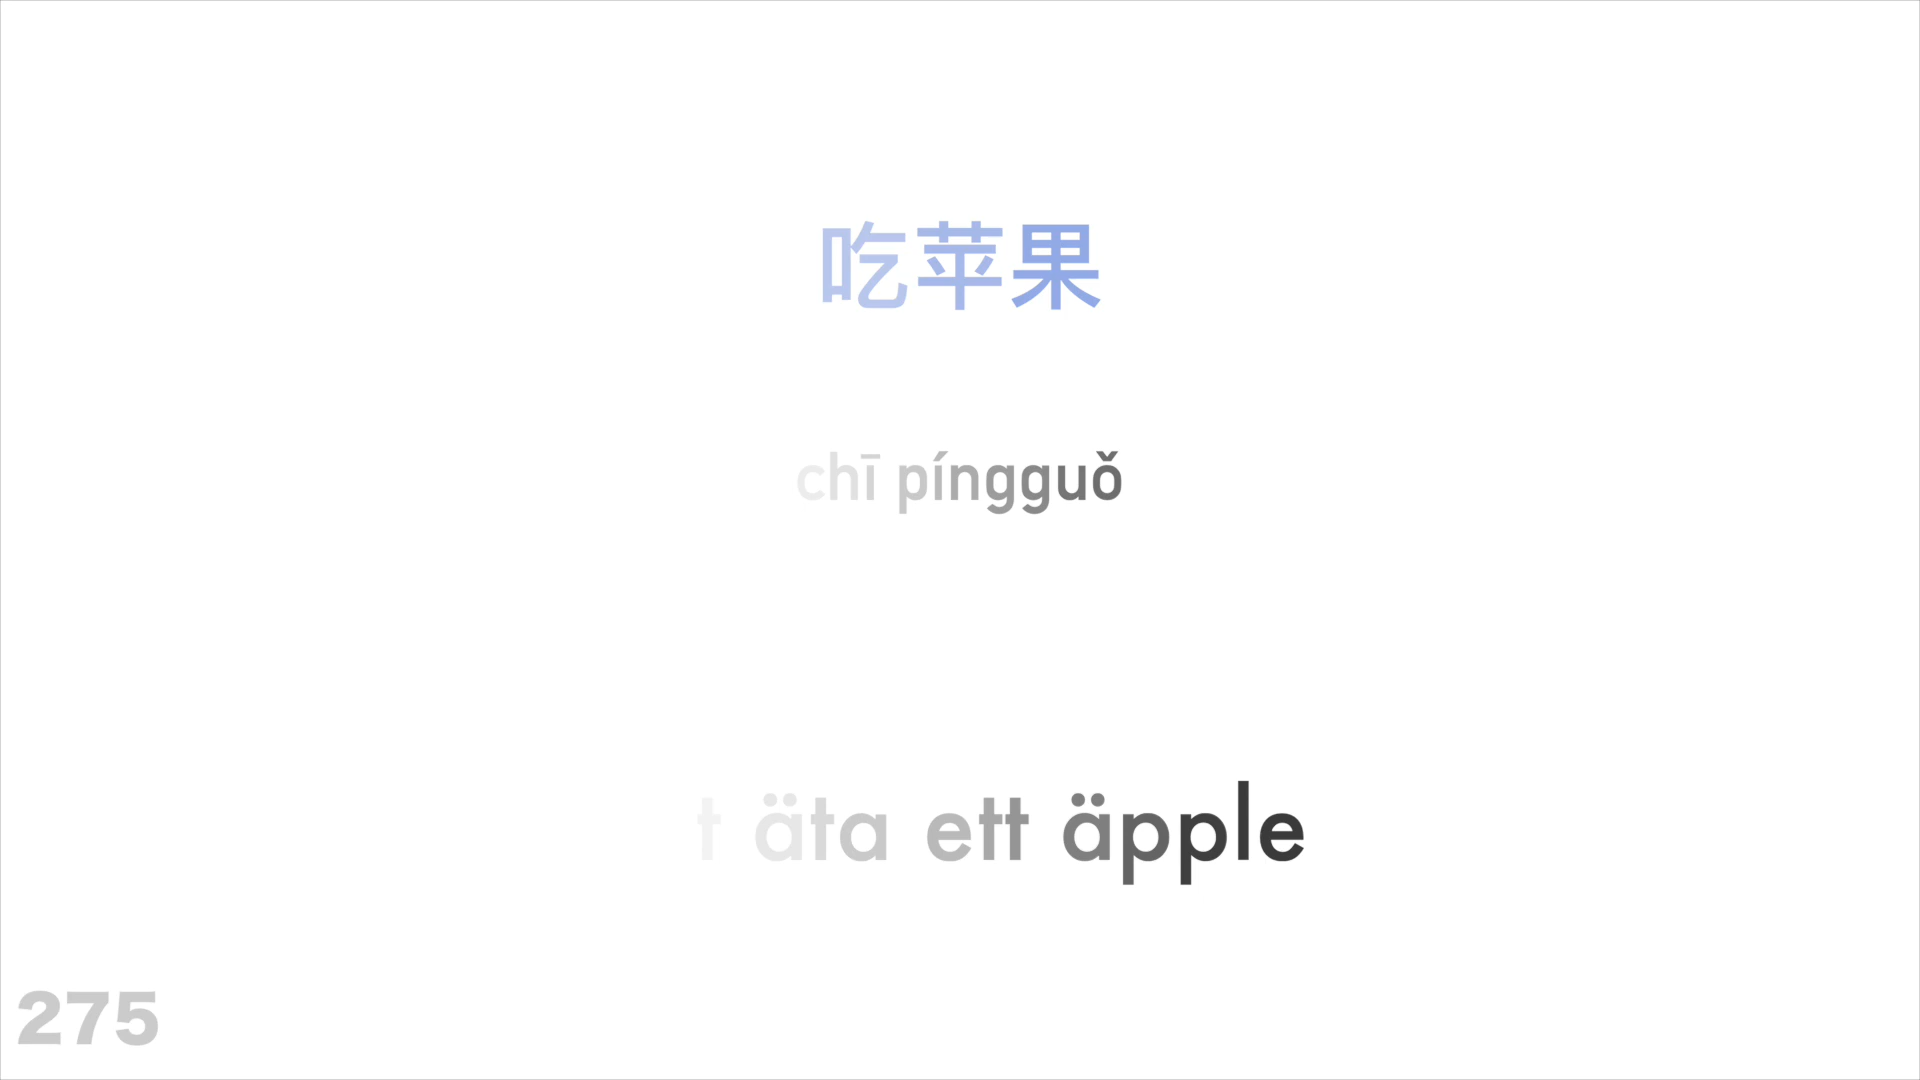 吃苹果
chī píngguǒ
t äta ett äpple
275